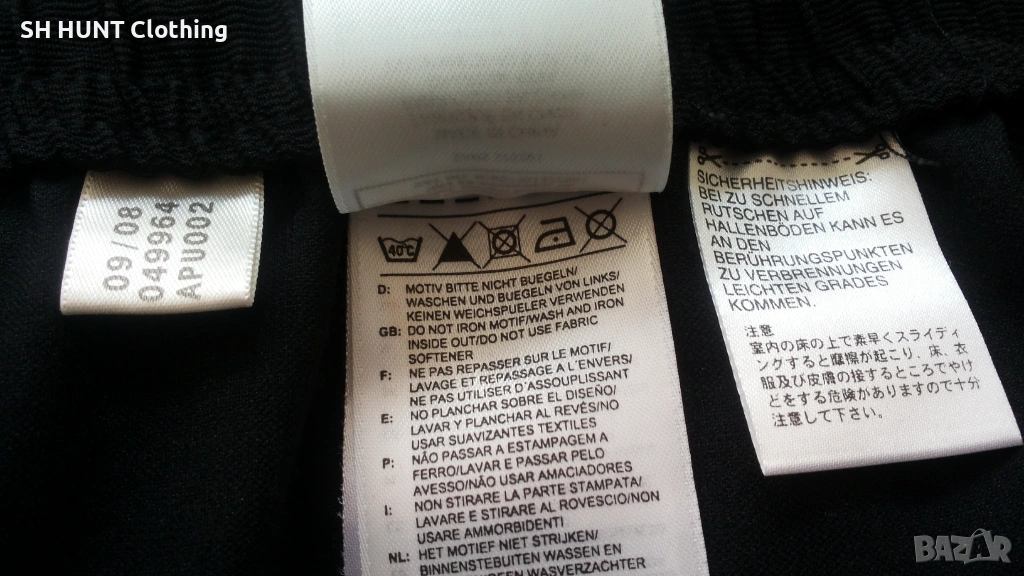 SH HUNT Clothing
09/08
049964
APU002
MADE IN CHINA
40°C
D: MOTIV BITTE NICHT BUEGELN/
WASCHEN UND BUEGELN VON LINKS/
KEINEN WEICHSPUELER VERWENDEN
GB: DO NOT IRON MOTIF/WASH AND IRON
INSIDE OUT/DO NOT USE FABRIC
SOFTENER
F: NE PAS REPASSER SUR LE MOTIF/
LAVAGE ET REPASSAGE A L'ENVERS/
NE PAS UTILISER D'ASSOUPLISSANT
E: NO PLANCHAR SOBRE EL DISEÑO/
LAVAR Y PLANCHAR AL REVÉS/NO
USAR SUAVIZANTES TEXTILES
P: NÃO PASSAR A ESTAMPAGEM A
FERRO/LAVAR E PASSAR PELO
AVESSO/NÃO USAR AMACIADORES
I: NON STIRARE LA PARTE STAMPATA/
LAVARE E STIRARE AL ROVESCIO/NON
USARE AMMORBIDENTI
NL: HET MOTIEF NIET STRIJKEN/
BINNENSTEBUITEN WASSEN EN
GEEN WASVERZACHTER
SICHERHEITSHINWEIS:
BEI ZU SCHNELLEM
RUTSCHEN AUF
HALLENBÖDEN KANN ES
AN DEN
BERÜHRUNGSPUNKTEN
ZU VERBRENNUNGEN
LEICHTEN GRADES
KOMMEN.
注意
室内の床の上で素早くスライディ
ングすると摩擦が起こり、床、衣
服及び皮膚の接するところでやけ
どをする危険がありますので十分
注意して下さい。
BAZAR